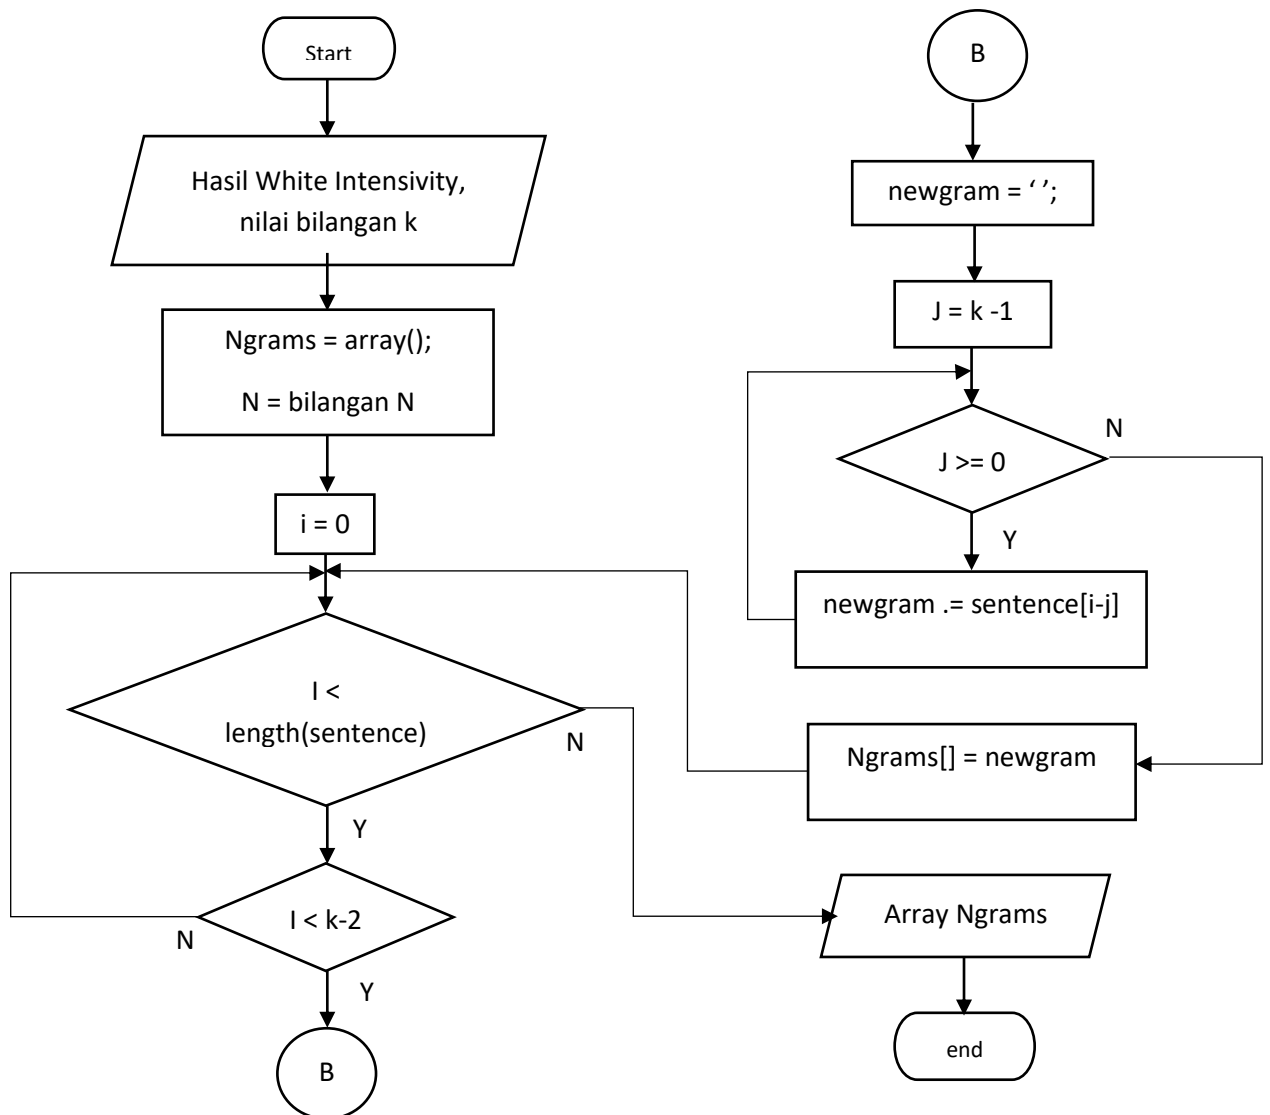 Start
Hasil White Intensivity,
nilai bilangan k
Ngrams = array();
N = bilangan N
i = 0
I <
length(sentence)
N
Y
I < k-2
N
Y
B
B
newgram = ‘ ’;
J = k -1
J >= 0
N
Y
newgram .= sentence[i-j]
Ngrams[] = newgram
Array Ngrams
end